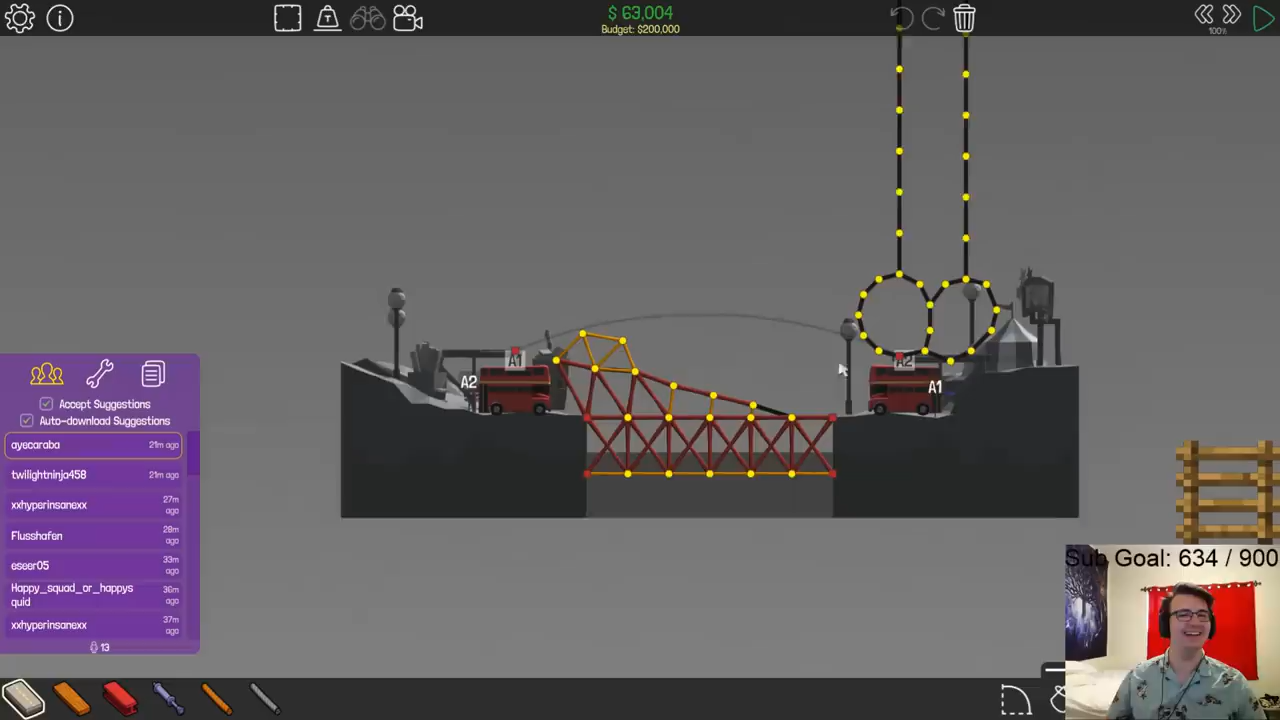 $ 63,004
Budget: $200,000
100%
T
A1
A2
A2
A1
Accept Suggestions
Auto-download Suggestions
ayecaraba 21m ago
twilightninja458 21m ago
xxhyperinsanexx 27m ago
Flusshafen 28m ago
eseer05 33m ago
Happy_squad_or_happys
quid 36m ago
xxhyperinsanexx 37m ago
13
Sub Goal: 634 / 900